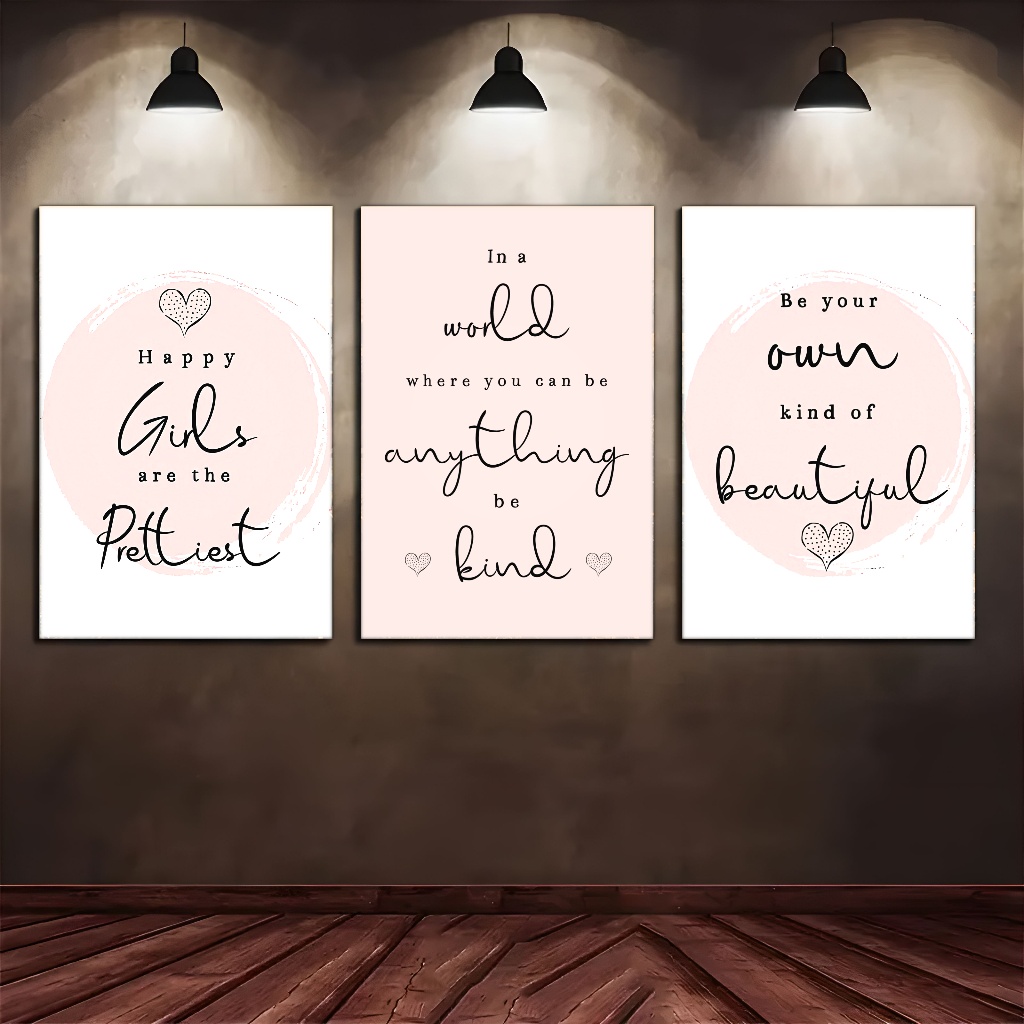 Happy
Girls
are the
Prettiest
In a
world
where you can be
anything
be
kind
Be your
own
kind of
beautiful